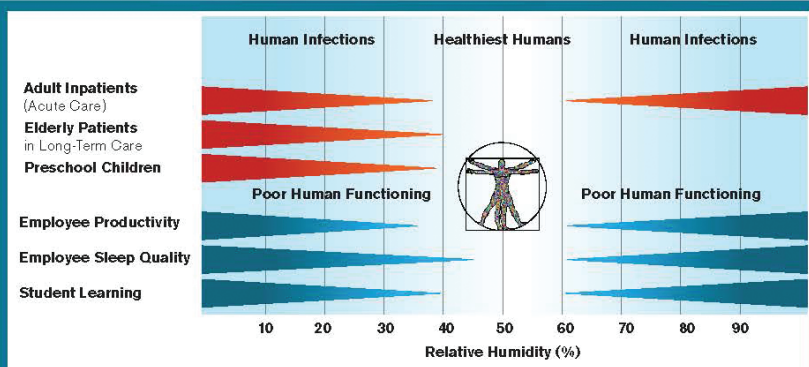 Human Infections Healthiest Humans Human Infections
Adult Inpatients
(Acute Care)
Elderly Patients
in Long-Term Care
Preschool Children
Poor Human Functioning Poor Human Functioning
Employee Productivity
Employee Sleep Quality
Student Learning
10 20 30 40 50 60 70 80 90
Relative Humidity (%)